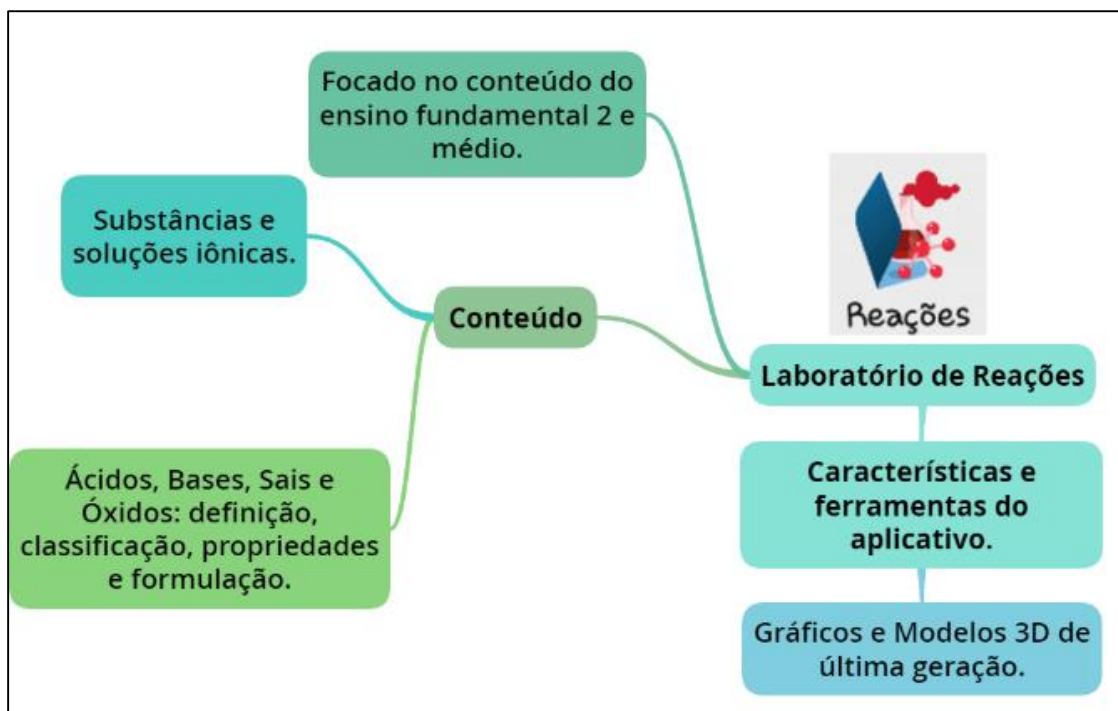 Focado no conteúdo do
ensino fundamental 2 e
médio.
Substâncias e
soluções iônicas.
Conteúdo
Reações
Laboratório de Reações
Ácidos, Bases, Sais e
Óxidos: definição,
classificação, propriedades
e formulação.
Características e
ferramentas do
aplicativo.
Gráficos e Modelos 3D de
última geração.